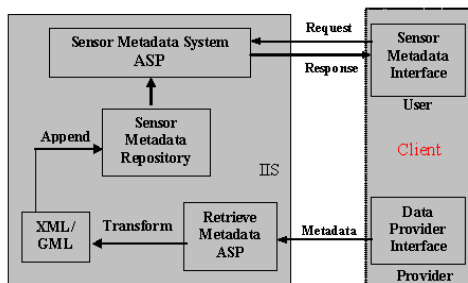 Sensor Metadata System
ASP
Request
Response
Sensor
Metadata
Interface
User
Append
Sensor
Metadata
Repository
IIS
Client
XML/
GML
Transform
Retrieve
Metadata
ASP
Metadata
Data
Provider
Interface
Provider